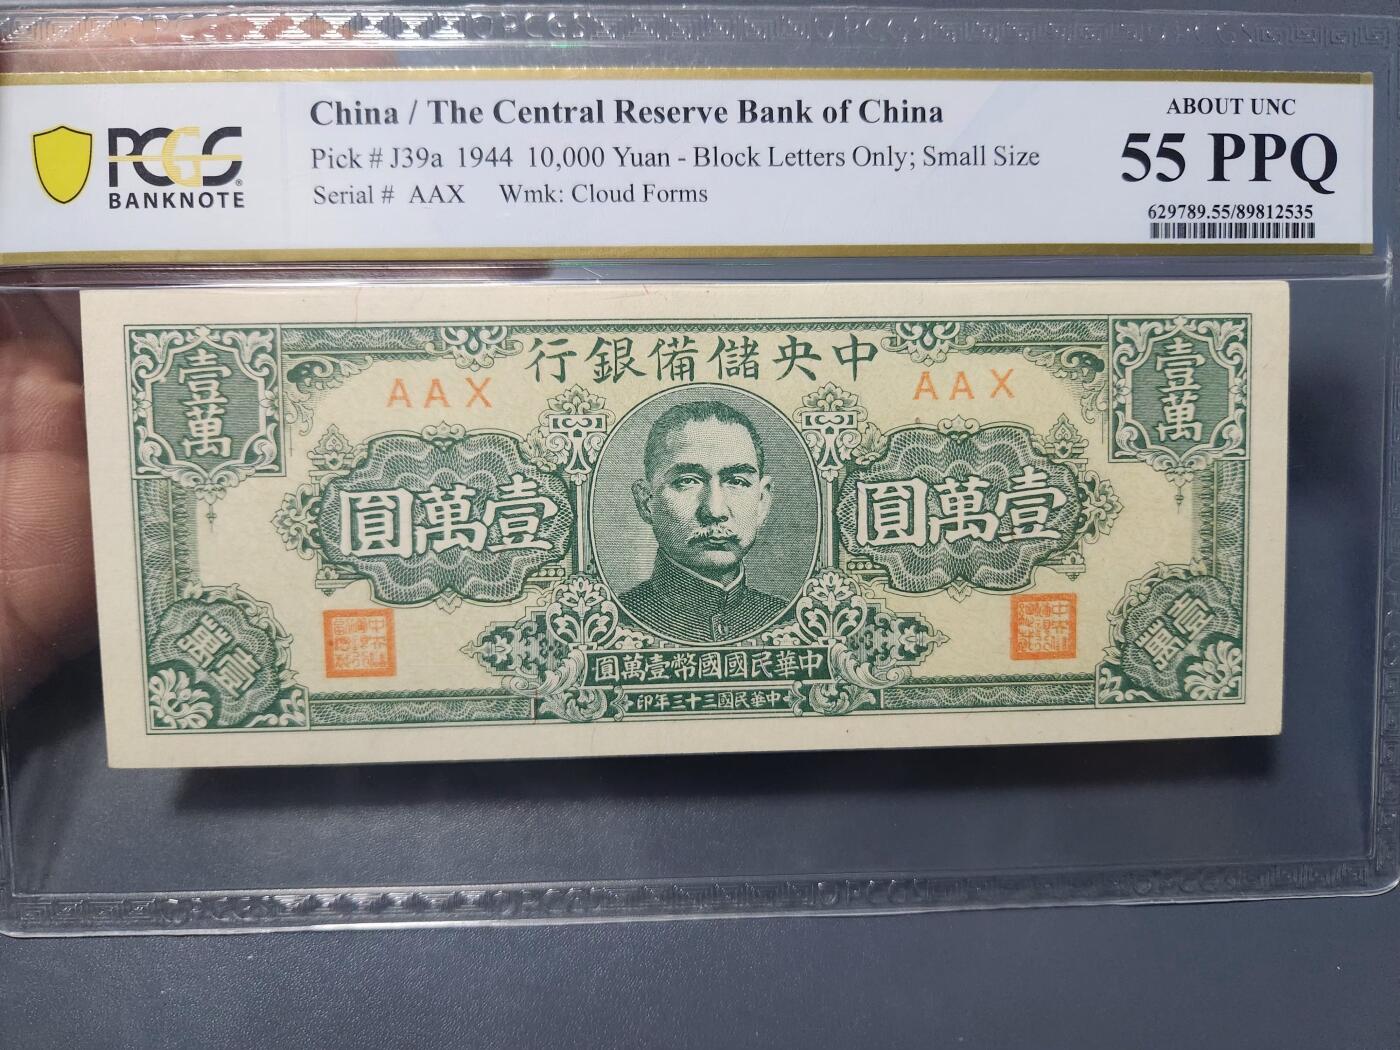 PCGS
BANKNOTE
China / The Central Reserve Bank of China
Pick # J39a 1944 10,000 Yuan - Block Letters Only; Small Size
Serial # AAX Wmk: Cloud Forms
ABOUT UNC
55 PPQ
629789.55/89812535
行銀備儲央中
壹萬
壹萬
AAX
AAX
圓萬壹
圓萬壹
萬壹
萬壹
圓萬壹幣國國民華中
印年三十三國民華中